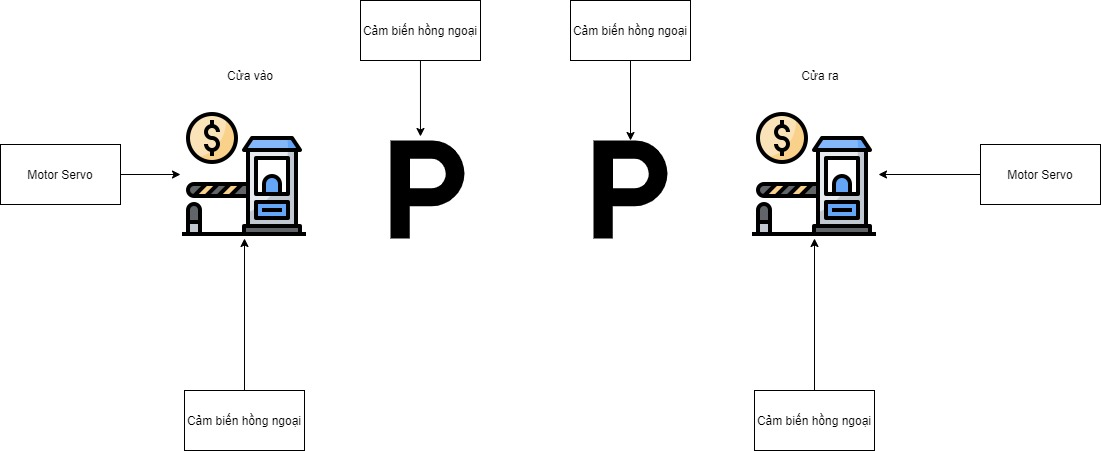 Cảm biến hồng ngoại
Cảm biến hồng ngoại
Cửa vào
Cửa ra
$
$
Motor Servo
P
P
Motor Servo
Cảm biến hồng ngoại
Cảm biến hồng ngoại